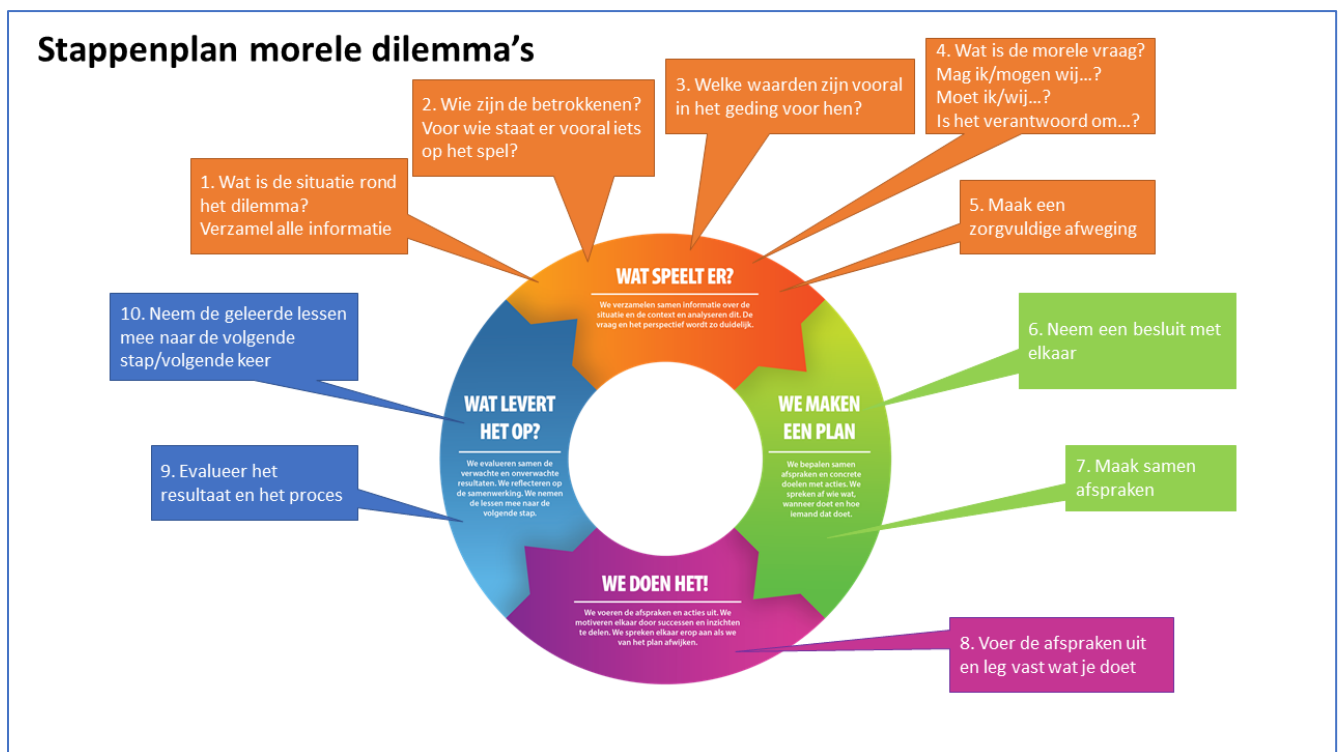 Stappenplan morele dilemma's
1. Wat is de situatie rond
het dilemma?
Verzamel alle informatie
2. Wie zijn de betrokkenen?
Voor wie staat er vooral iets
op het spel?
3. Welke waarden zijn vooral
in het geding voor hen?
4. Wat is de morele vraag?
Mag ik/mogen wij...?
Moet ik/wij...?
Is het verantwoord om...?
5. Maak een
zorgvuldige afweging
WAT SPEELT ER?
We verzamelen samen informatie over de
situatie en de context en analyseren dit. De
vraag en het perspectief wordt zo duidelijk.
6. Neem een besluit met
elkaar
7. Maak samen
afspraken
WE MAKEN
EEN PLAN
We bepalen samen
afspraken en concrete
doelen met acties. We
spreken af wie wat,
wanneer doet en hoe
iemand dat doet.
8. Voer de afspraken uit
en leg vast wat je doet
WE DOEN HET!
We voeren de afspraken en acties uit. We
motiveren elkaar door successen en inzichten
te delen. We spreken elkaar erop aan als we
van het plan afwijken.
9. Evalueer het
resultaat en het proces
10. Neem de geleerde lessen
mee naar de volgende
stap/volgende keer
WAT LEVERT
HET OP?
We evalueren samen de
verwachte en onverwachte
resultaten. We reflecteren op
de samenwerking. We nemen
de lessen mee naar de
volgende stap.